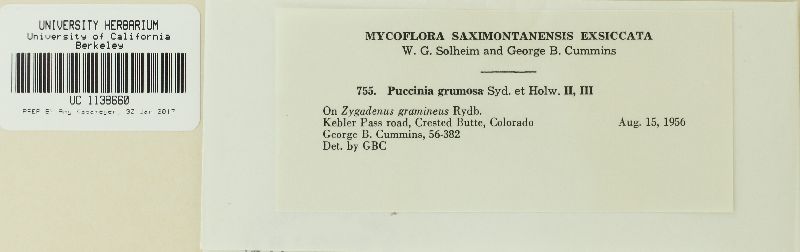 UNIVERSITY HERBARIUM
University of California
Berkeley
UC 1138660
MYCOFLORA SAXIMONTANENSIS EXSICCATA
W. G. Solheim and George B. Cummins
755. Puccinia grumosa Syd. et Holw. II, III
On Zygadenus gramineus Rydb.
Kebler Pass road, Crested Butte, Colorado Aug. 15, 1956
George B. Cummins, 56-382
Det. by GBC